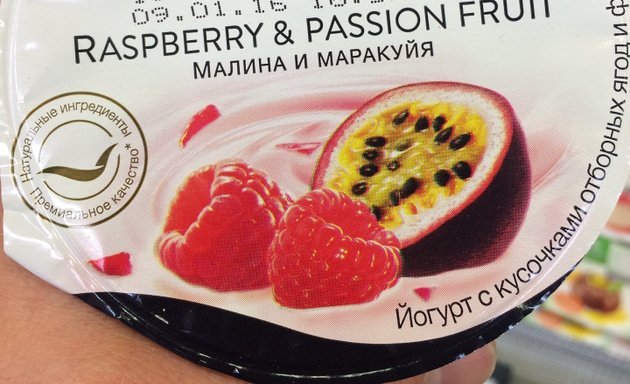 09.01.16
RASPBERRY & PASSION FRUIT
МАЛИНА И МАРАКУЙЯ
Натуральные ингредиенты
Премиальное качество*
Йогурт с кусочками отборных ягод и